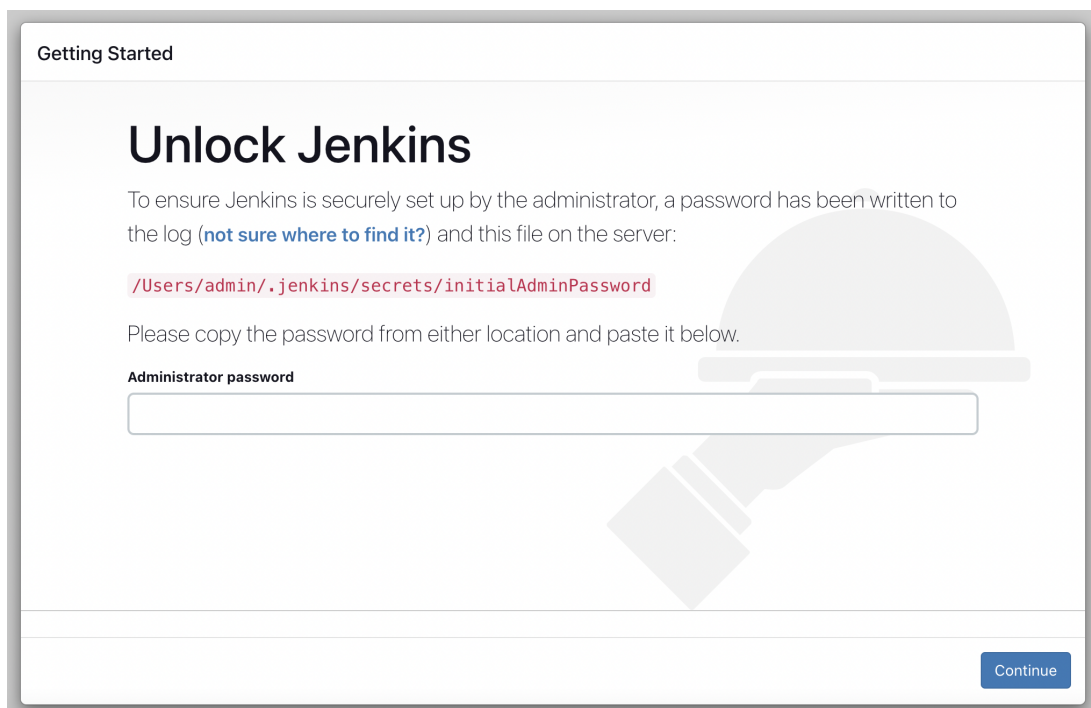 Getting Started
Unlock Jenkins
To ensure Jenkins is securely set up by the administrator, a password has been written to
the log (not sure where to find it?) and this file on the server:
/Users/admin/.jenkins/secrets/initialAdminPassword
Please copy the password from either location and paste it below.
Administrator password
Continue